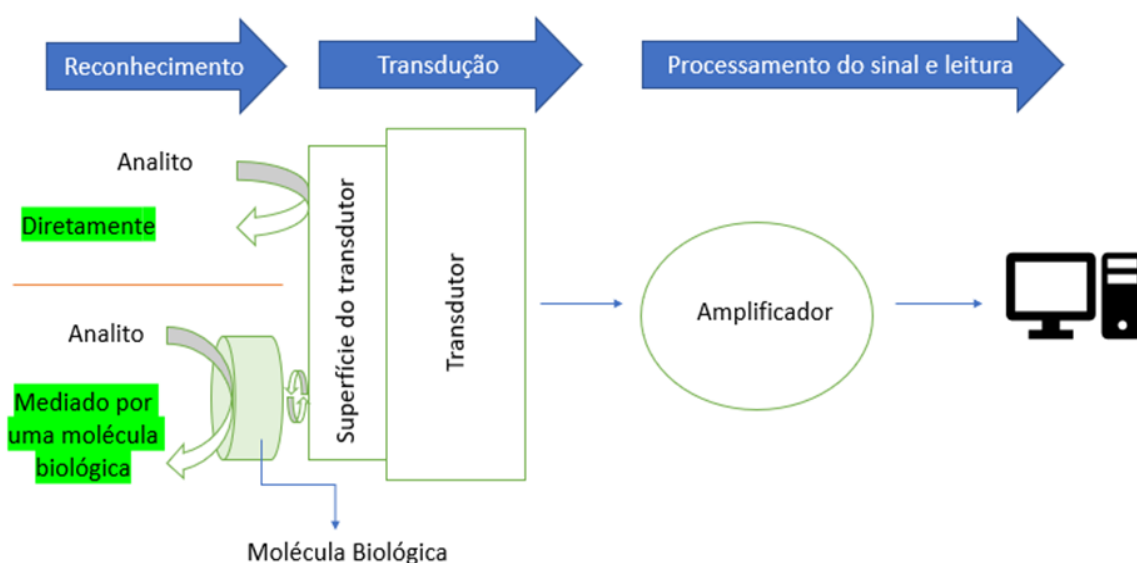 Reconhecimento
Transdução
Processamento do sinal e leitura
Analito
Diretamente
Analito
Mediado por
uma molécula
biológica
Molécula Biológica
Superfície do transdutor
Transdutor
Amplificador